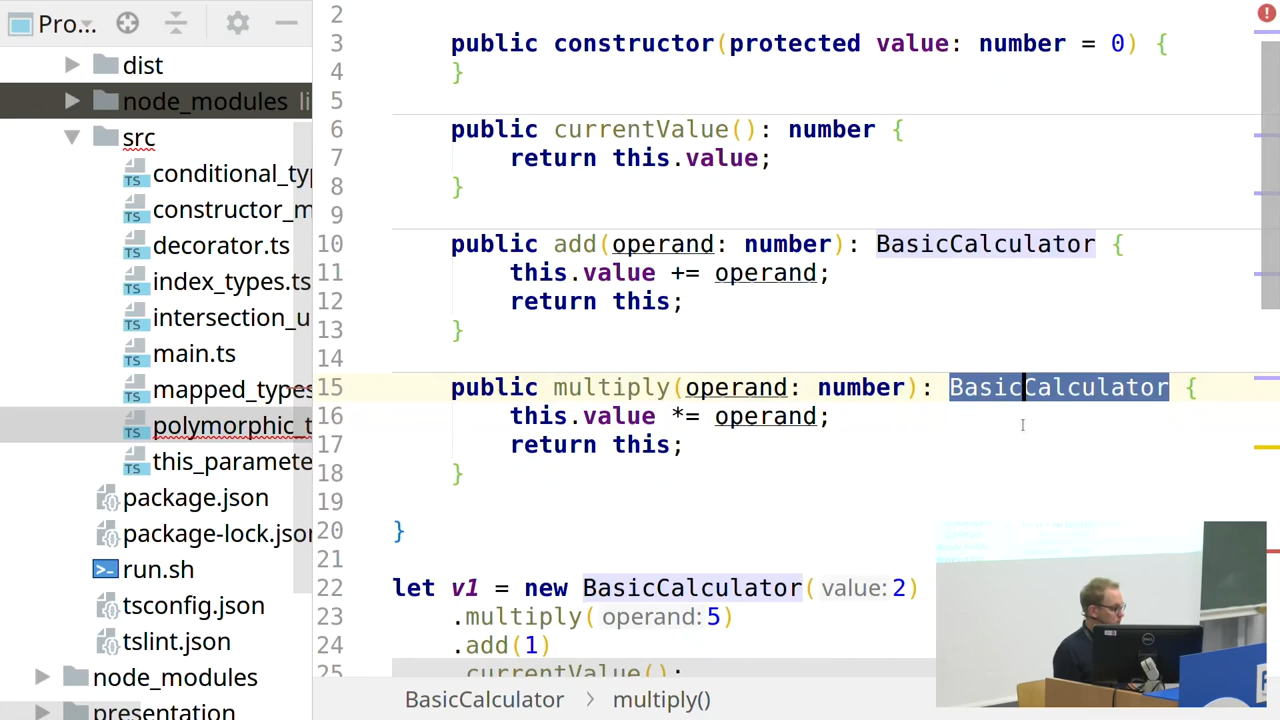 Pro...
dist
node_modules li
src
conditional_typ
constructor_m
decorator.ts
index_types.ts
intersection_u
main.ts
mapped_types
polymorphic_t
this_paramete
package.json
package-lock.json
run.sh
tsconfig.json
tslint.json
node_modules
presentation
2
3 public constructor(protected value: number = 0) {
4 }
5
6 public currentValue(): number {
7 return this.value;
8 }
9
10 public add(operand: number): BasicCalculator {
11 this.value += operand;
12 return this;
13 }
14
15 public multiply(operand: number): BasicCalculator {
16 this.value *= operand;
17 return this;
18 }
19
20 }
21
22 let v1 = new BasicCalculator( value: 2)
23 .multiply( operand: 5)
24 .add(1)
25 .currentValue();
BasicCalculator > multiply()
DELL